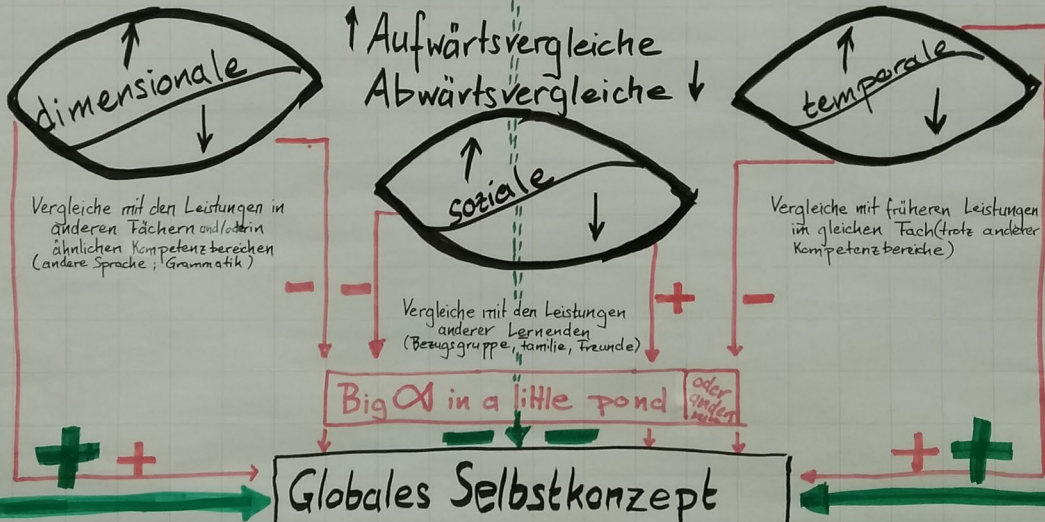 ↑ Aufwärtsvergleiche
Abwärtsvergleiche ↓
dimensionale
soziale
temporale
Vergleiche mit den Leistungen in
anderen Fächern und/oder in
ähnlichen Kompetenzbereichen
(andere Sprache; Grammatik)
Vergleiche mit den Leistungen
anderer Lernenden
(Bezugsgruppe, familie, Freunde)
Vergleiche mit früheren Leistungen
im gleichen Fach (trotz anderer
Kompetenzbereiche)
Big in a little pond
oder
anders
rum
Globales Selbstkonzept